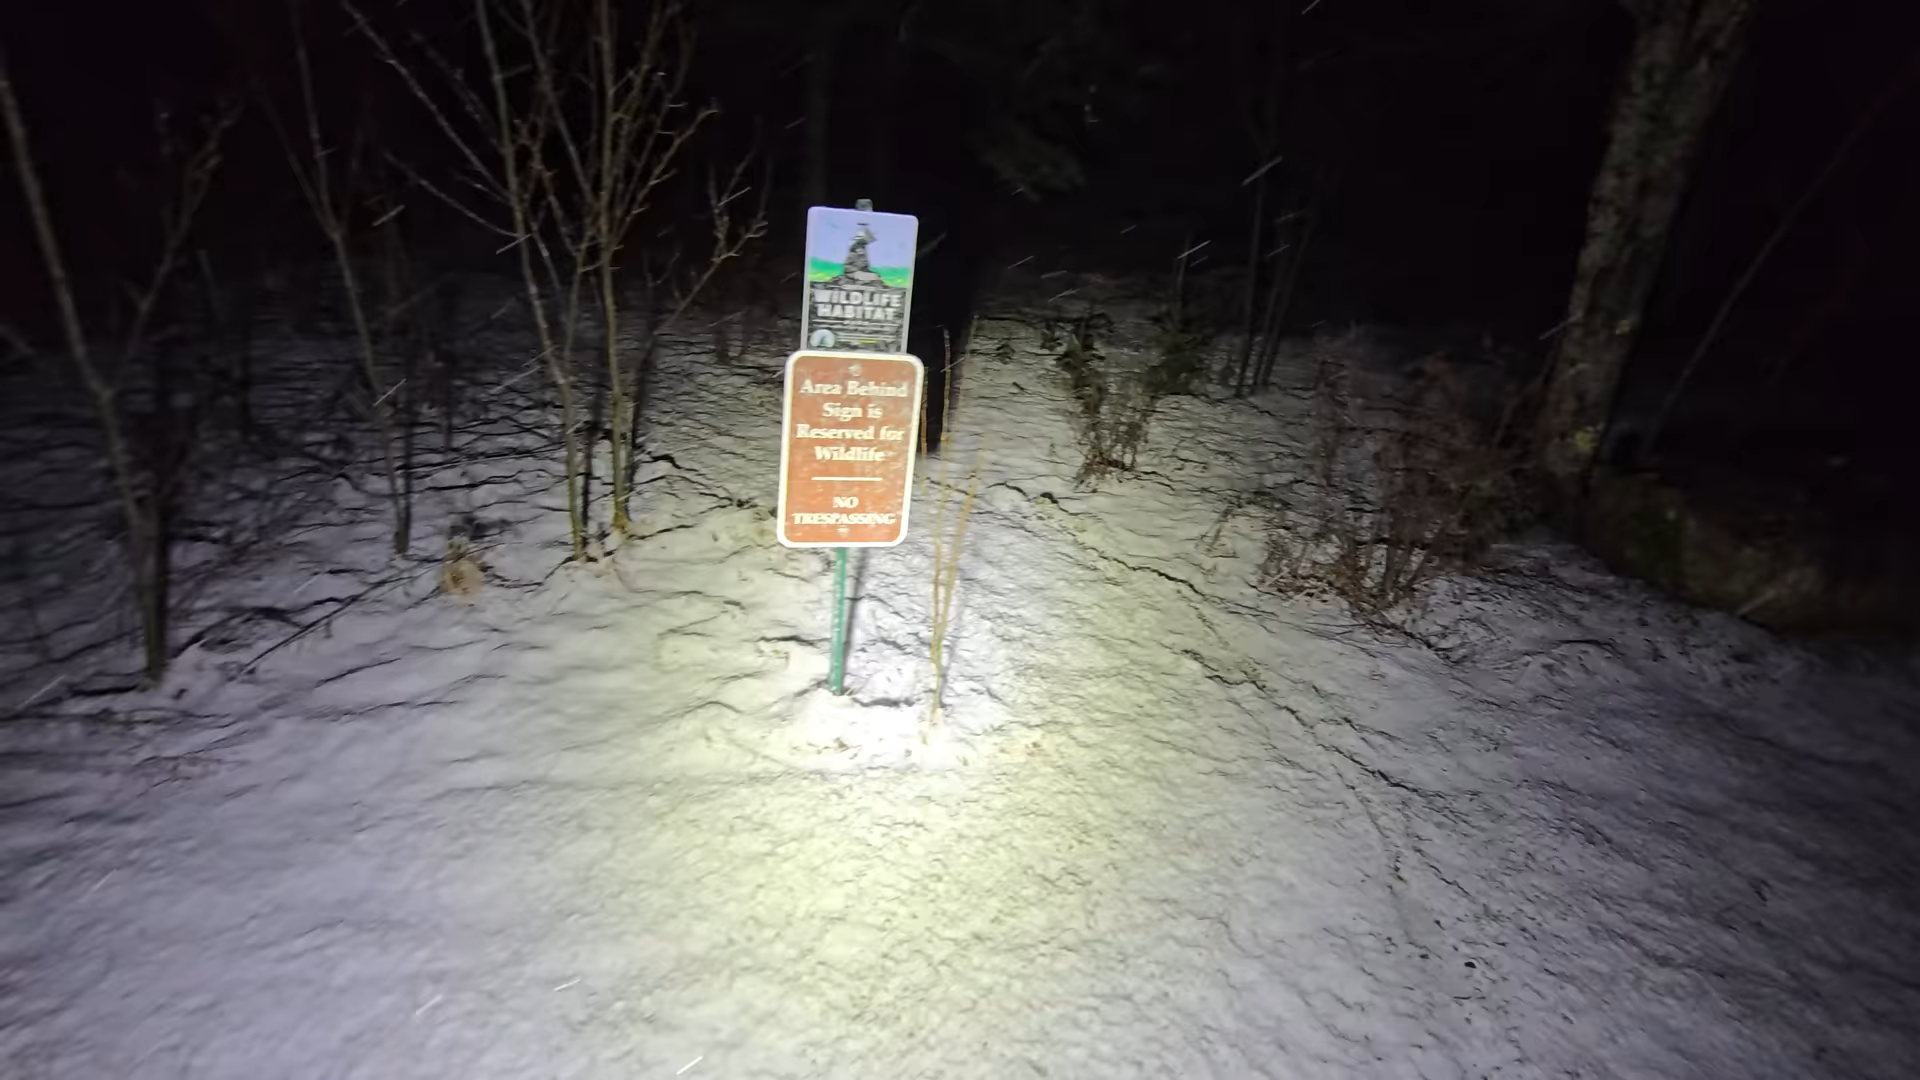 WILDLIFE
HABITAT
Area Behind
Sign is
Reserved for
Wildlife
NO
TRESPASSING